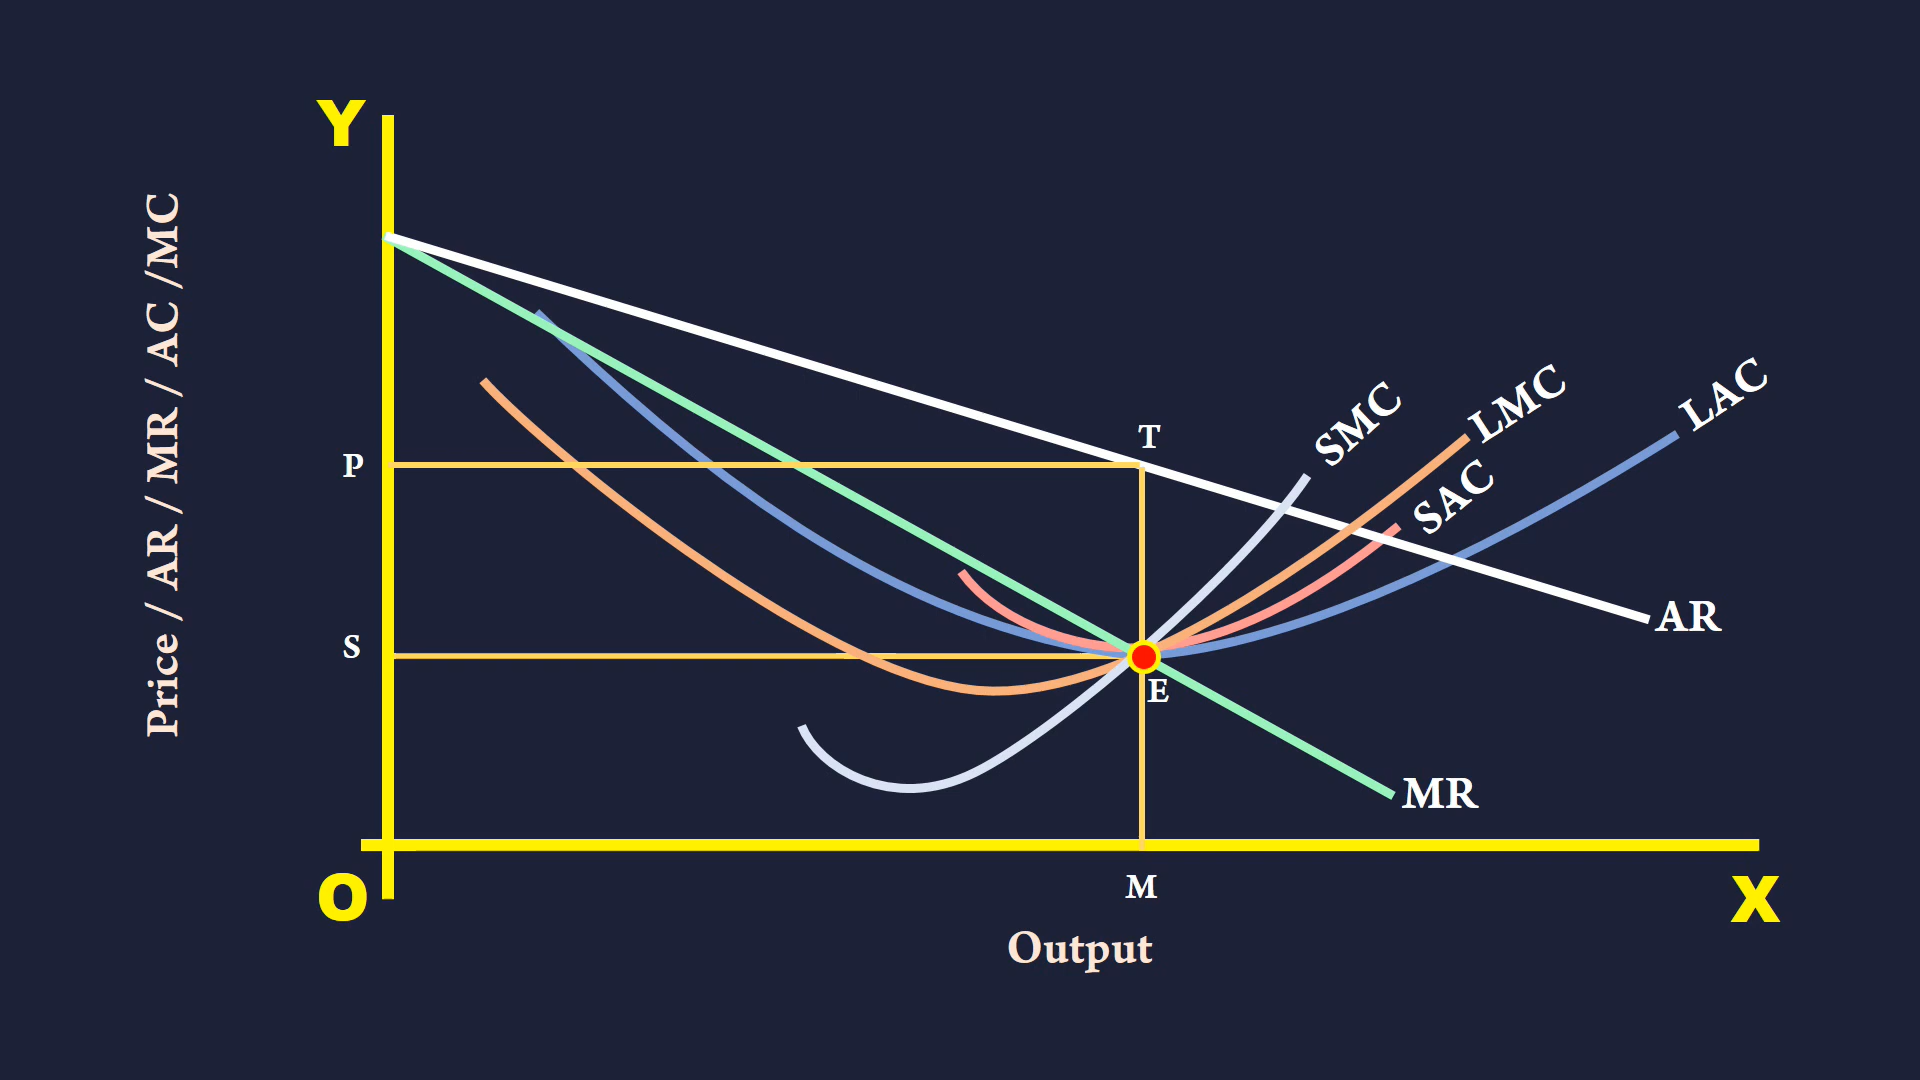 Y
Price / AR / MR / AC /MC
SMC
LMC
LAC
T
P
SAC
AR
S
E
MR
O
M
X
Output